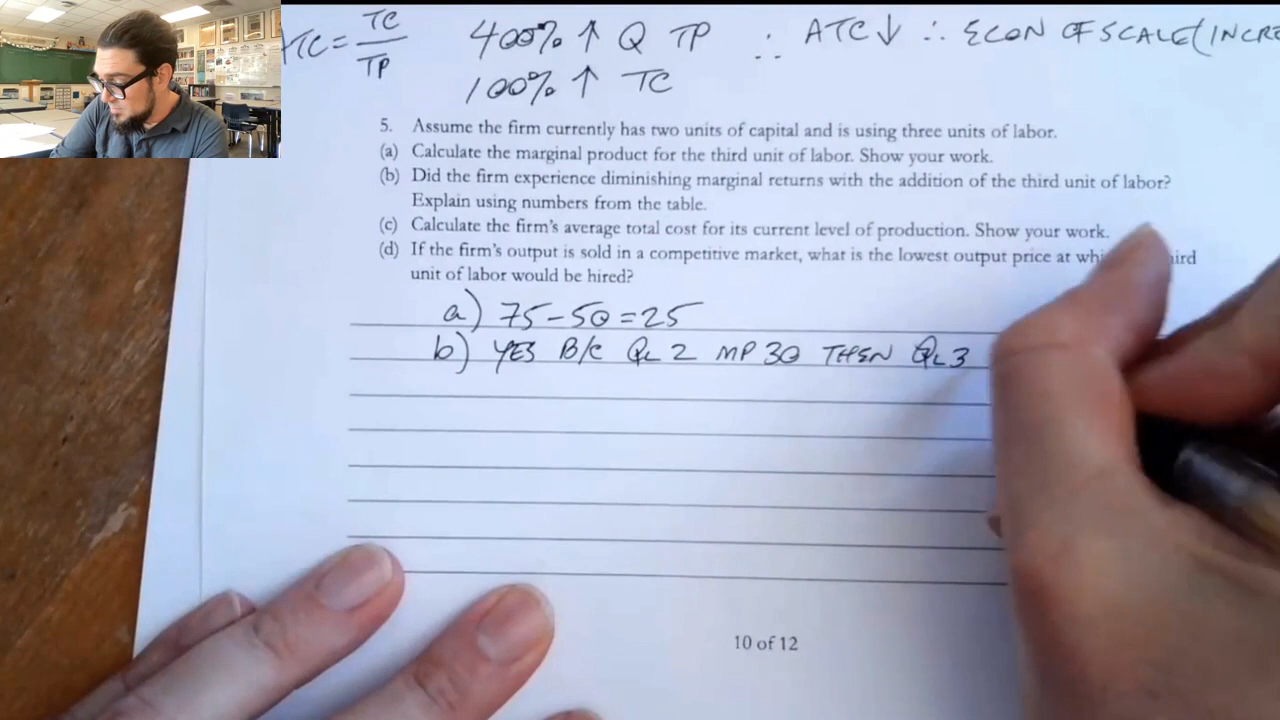 TC = TC/TP 400% ↑ Q TP ∴ ATC↓ ∴ ECON OF SCALE (INCRE
100% ↑ TC
5. Assume the firm currently has two units of capital and is using three units of labor.
(a) Calculate the marginal product for the third unit of labor. Show your work.
(b) Did the firm experience diminishing marginal returns with the addition of the third unit of labor?
Explain using numbers from the table.
(c) Calculate the firm's average total cost for its current level of production. Show your work.
(d) If the firm's output is sold in a competitive market, what is the lowest output price at whi ird
unit of labor would be hired?
a) 75-50=25
b) YES B/C QL 2 MP 30 THEN QL 3
10 of 12